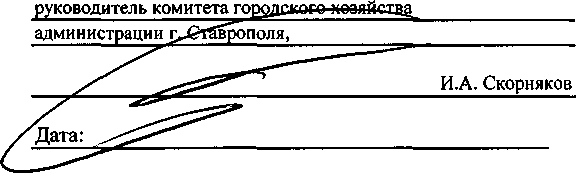 руководитель комитета городского хозяйства
администрации г. Ставрополя,
И.А. Скорняков
Дата: